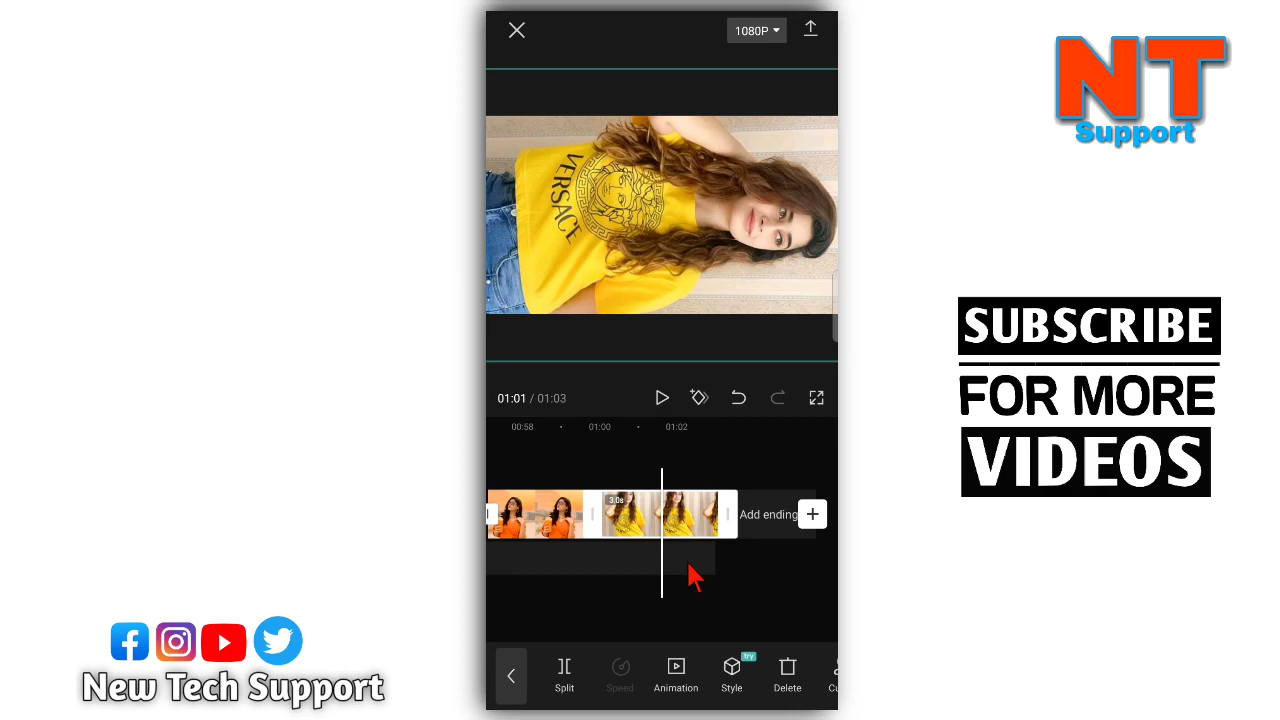 1080P
VERSACE
01:01 / 01:03
00:58
01:00
01:02
3.0s
Add ending
Split
Speed
Animation
try
Style
Delete
Cu
NT
Support
SUBSCRIBE
FOR MORE
VIDEOS
New Tech Support